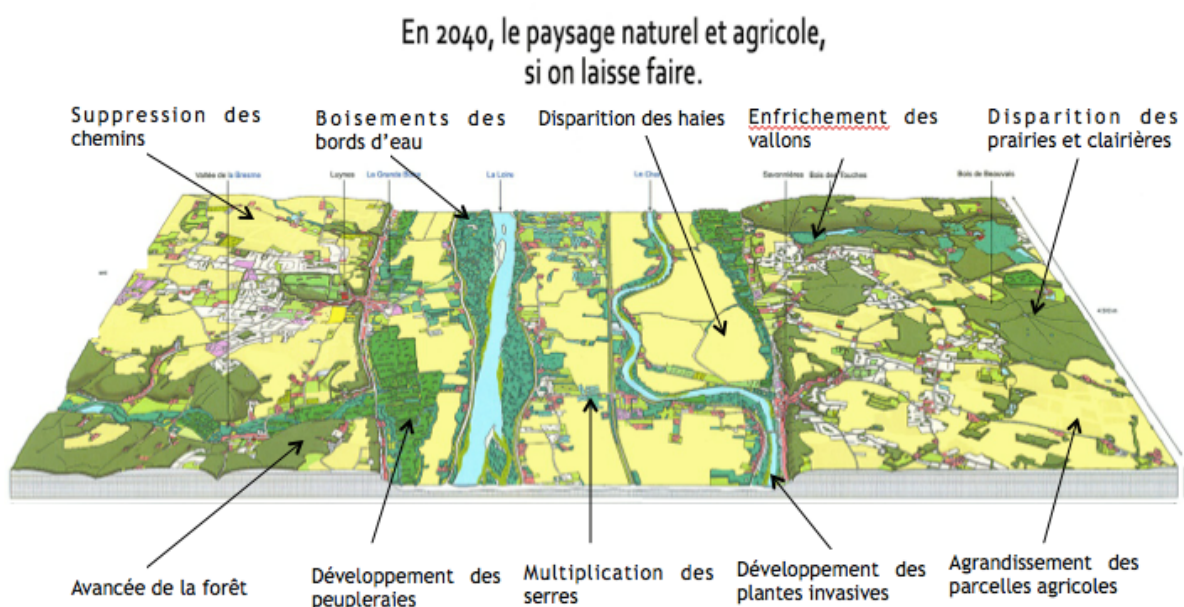 En 2040, le paysage naturel et agricole,
si on laisse faire.
Suppression des
chemins
Boisements des
bords d’eau
Disparition des haies
Enfrichement des
vallons
Disparition des
prairies et clairières
Vallée de la Bresme
Luynes
La Loire
Le Cher
Savonnières
Bois des Touches
Bois de Beauvais
Avancée de la forêt
Développement des
peupleraies
Multiplication des
serres
Développement des
plantes invasives
Agrandissement des
parcelles agricoles